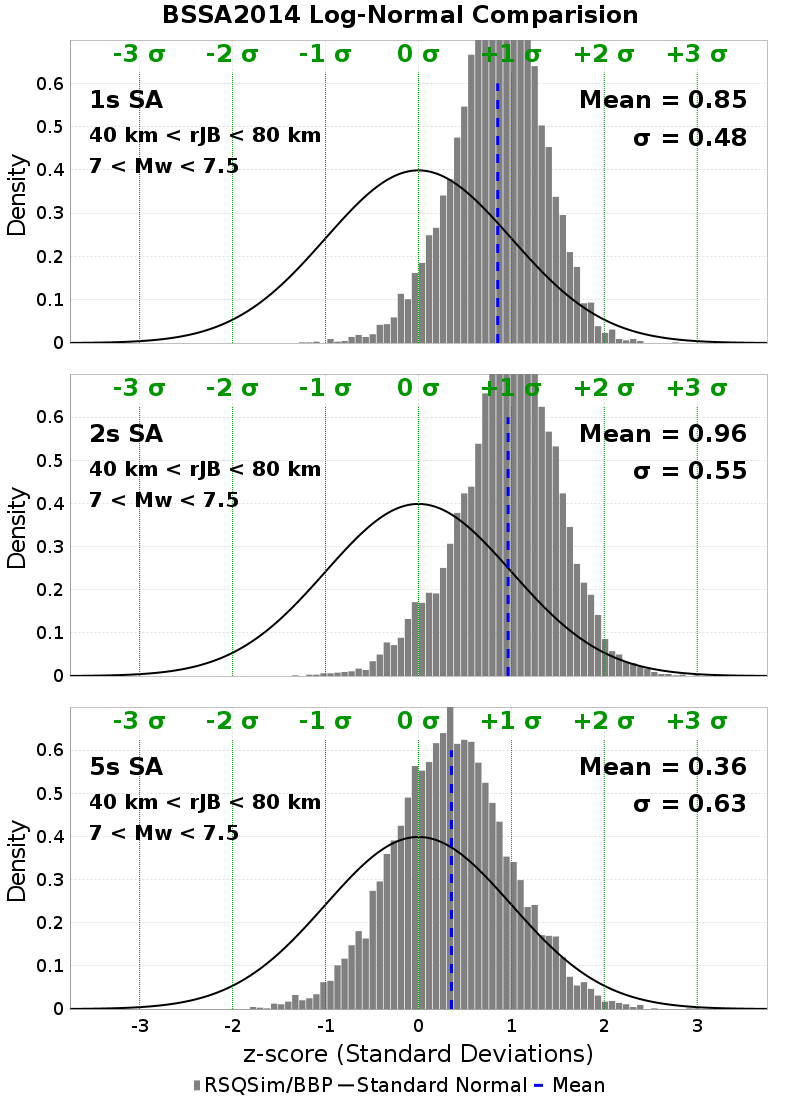 BSSA2014 Log-Normal Comparision
-3 σ -2 σ -1 σ 0 σ +1 σ +2 σ +3 σ
1s SA
40 km < rJB < 80 km
7 < Mw < 7.5
Mean = 0.85
σ = 0.48
Density
0.6
0.5
0.4
0.3
0.2
0.1
0
-3 σ -2 σ -1 σ 0 σ +1 σ +2 σ +3 σ
2s SA
40 km < rJB < 80 km
7 < Mw < 7.5
Mean = 0.96
σ = 0.55
Density
0.6
0.5
0.4
0.3
0.2
0.1
0
-3 σ -2 σ -1 σ 0 σ +1 σ +2 σ +3 σ
5s SA
40 km < rJB < 80 km
7 < Mw < 7.5
Mean = 0.36
σ = 0.63
Density
0.6
0.5
0.4
0.3
0.2
0.1
0
-3 -2 -1 0 1 2 3
z-score (Standard Deviations)
RSQSim/BBP Standard Normal Mean